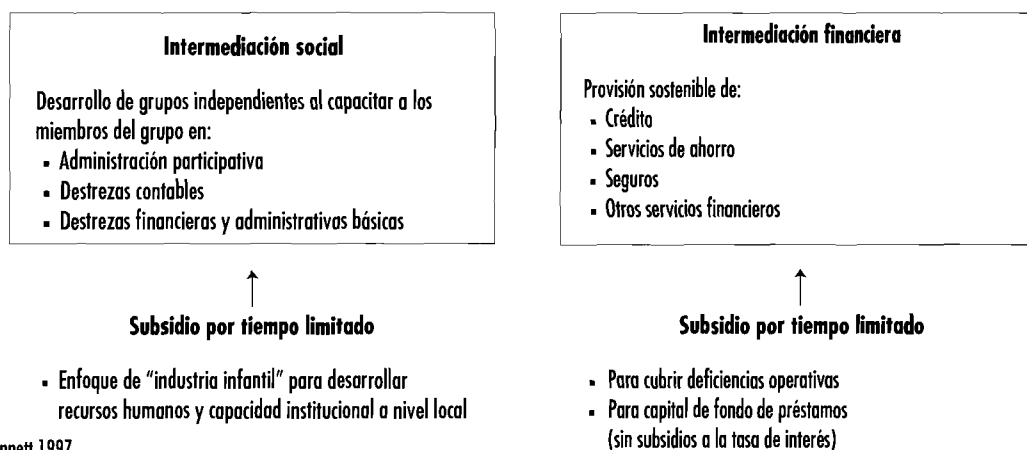 Intermediación social
Desarrollo de grupos independientes al capacitar a los
miembros del grupo en:
▪ Administración participativa
▪ Destrezas contables
▪ Destrezas financieras y administrativas básicas
Subsidio por tiempo limitado
▪ Enfoque de “industria infantil” para desarrollar
recursos humanos y capacidad institucional a nivel local
Intermediación financiera
Provisión sostenible de:
▪ Crédito
▪ Servicios de ahorro
▪ Seguros
▪ Otros servicios financieros
Subsidio por tiempo limitado
▪ Para cubrir deficiencias operativas
▪ Para capital de fondo de préstamos
(sin subsidios a la tasa de interés)
1997